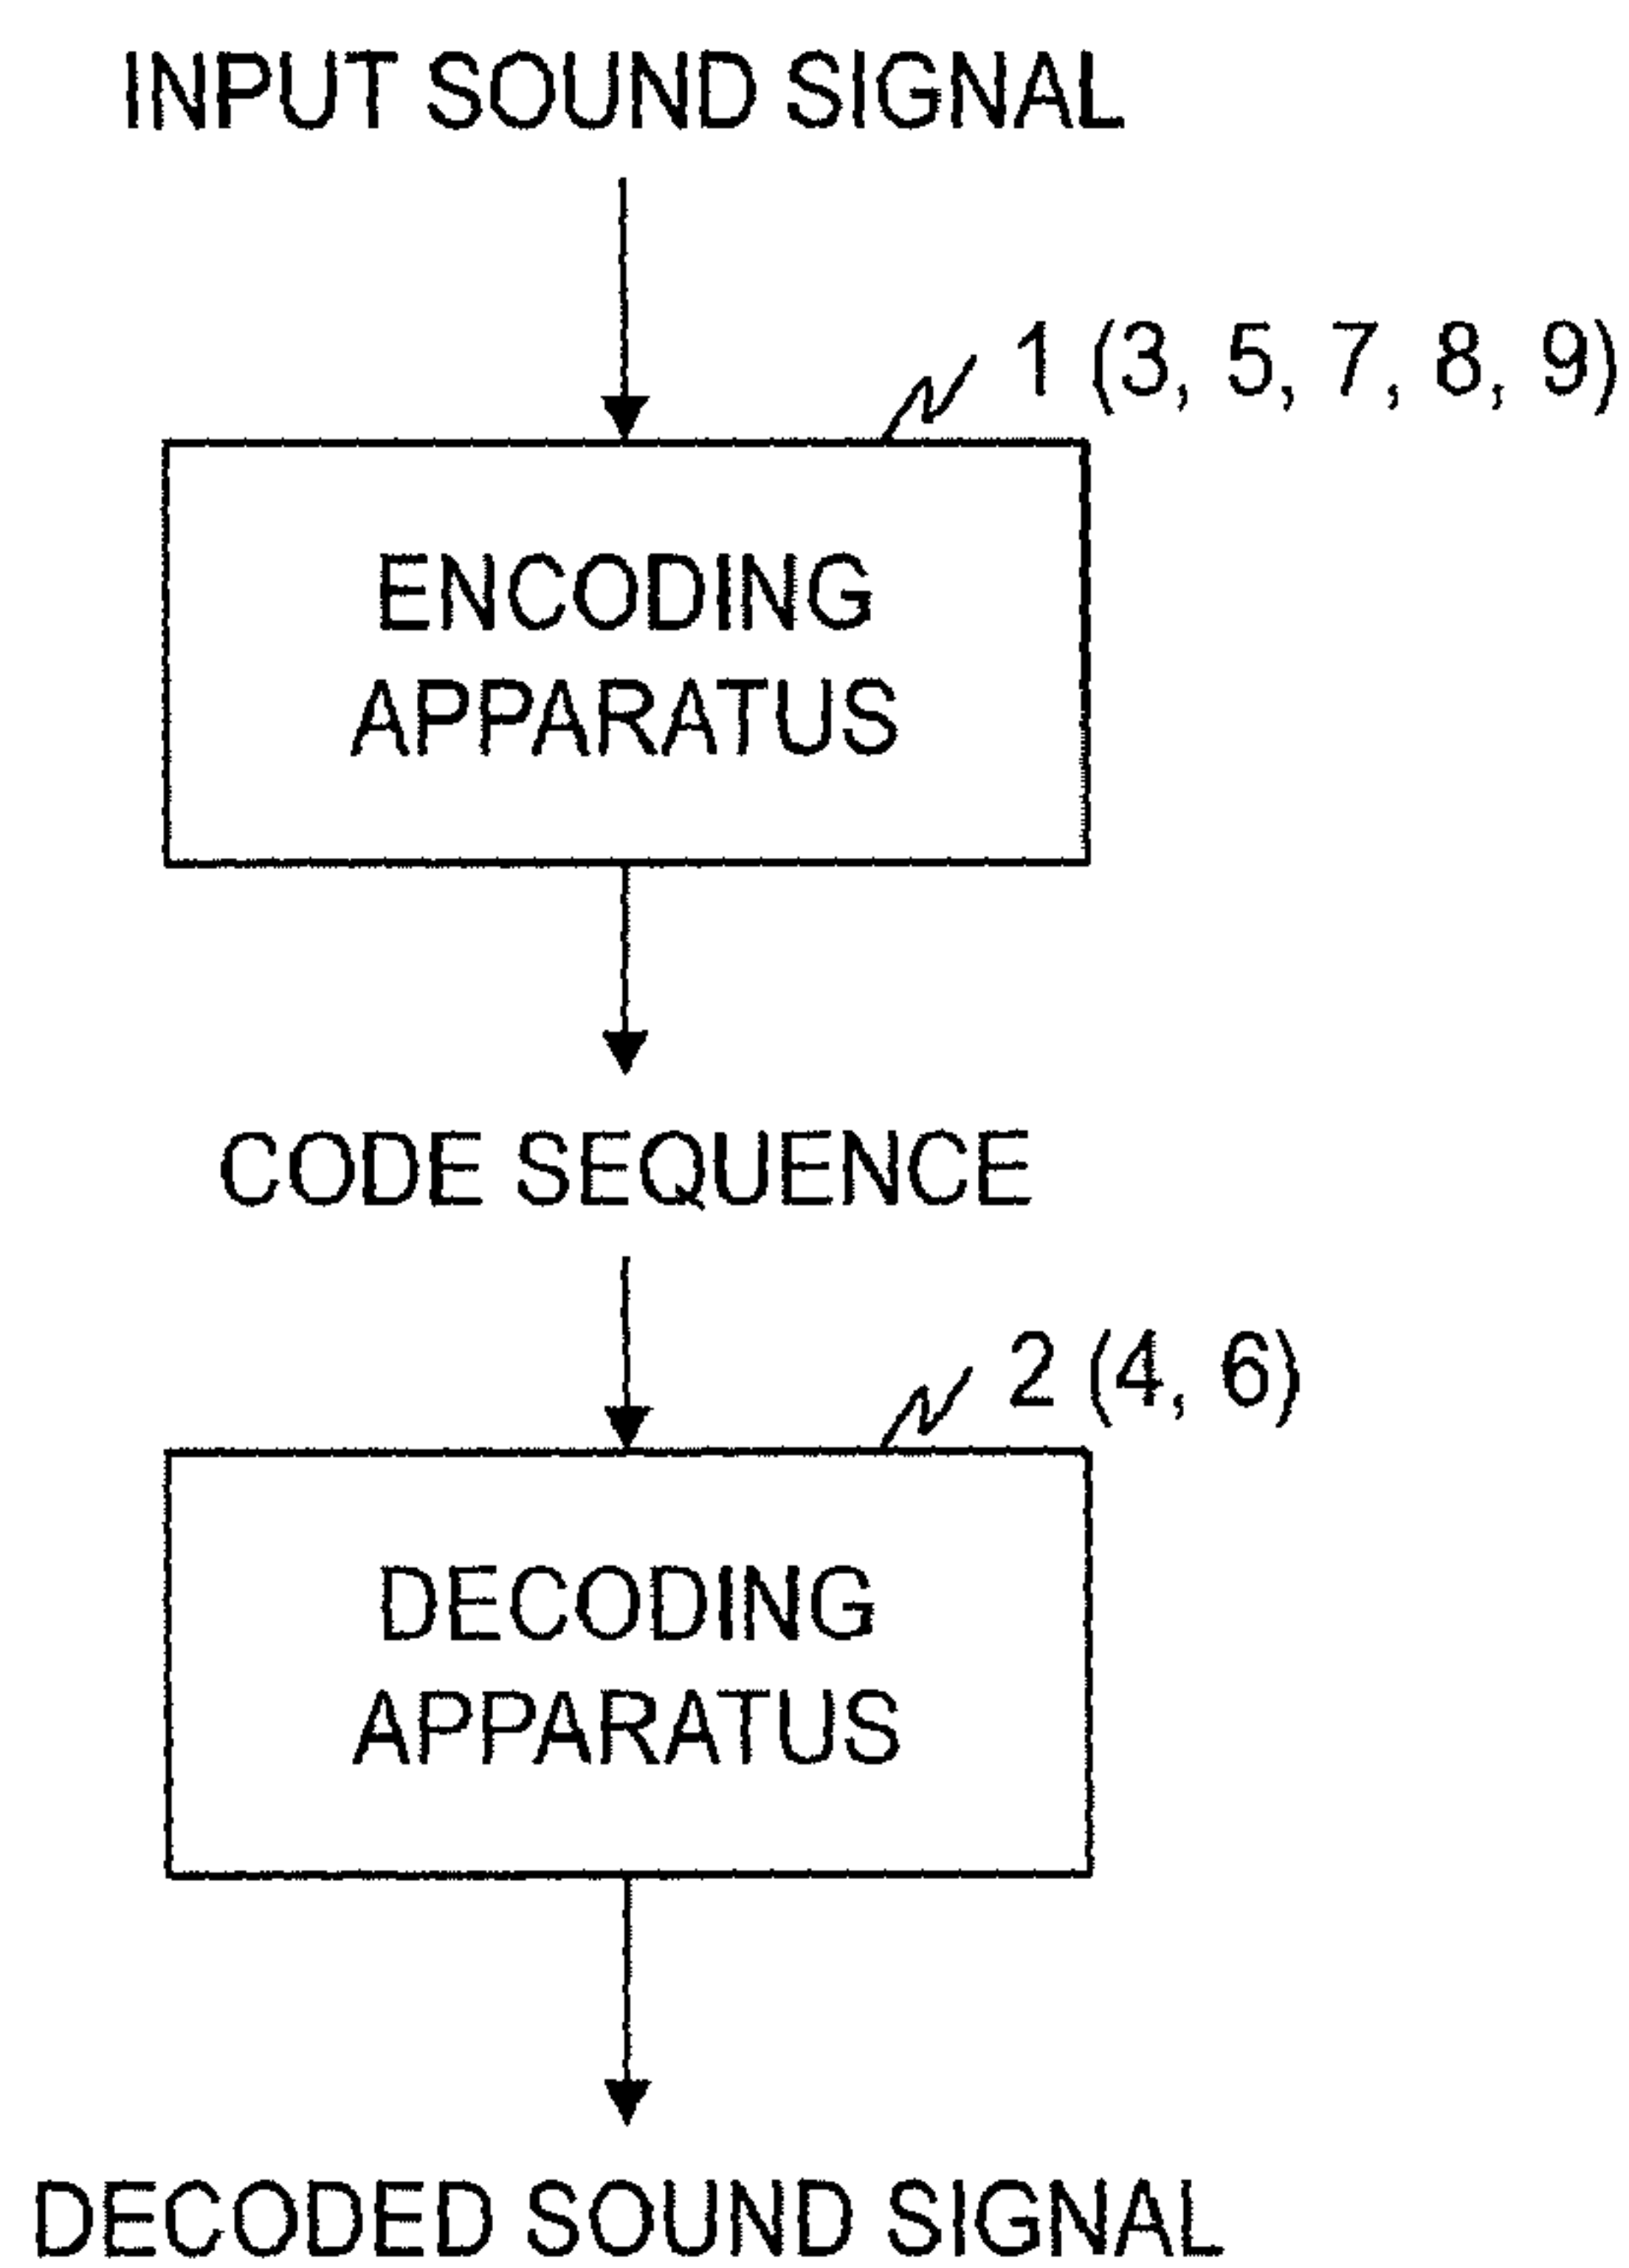 INPUT SOUND SIGNAL
1 (3, 5, 7, 8, 9)
ENCODING
APPARATUS
CODE SEQUENCE
2 (4, 6)
DECODING
APPARATUS
DECODED SOUND SIGNAL